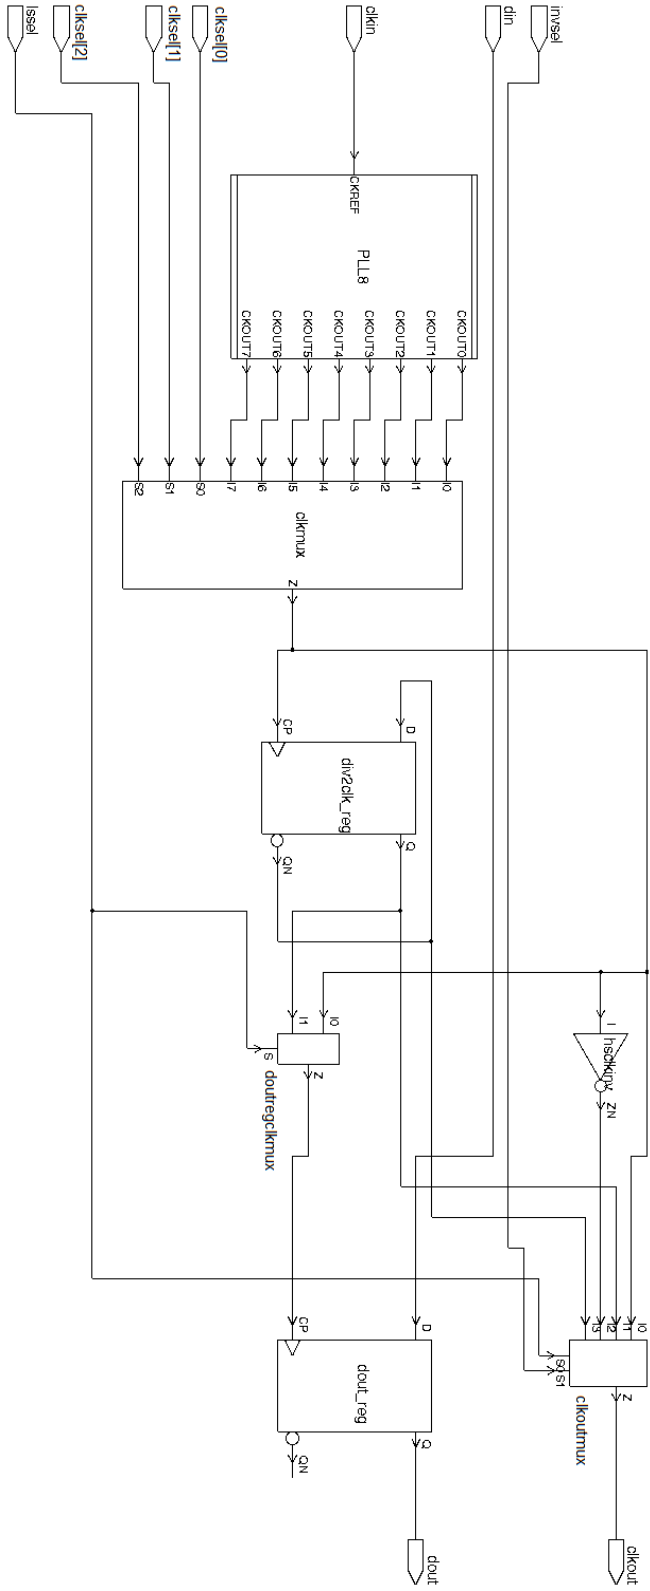 invsel
din
clkin
clksel[0]
clksel[1]
clksel[2]
lssel
CKREF
PLL8
CKOUT0
CKOUT1
CKOUT2
CKOUT3
CKOUT4
CKOUT5
CKOUT6
CKOUT7
I0
I1
I2
I3
I4
I5
I6
I7
S0
S1
S2
clkmux
Z
D
CP
div2clk_reg
Q
QN
I
hsclkinv
ZN
I0
I1
S
Z
doutregclkmux
I0
I1
I2
I3
S0
S1
Z
clkoutmux
D
CP
dout_reg
Q
QN
clkout
dout